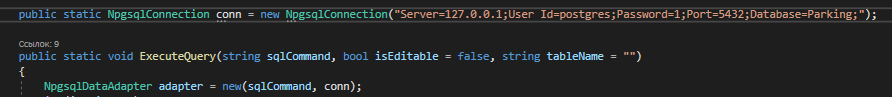 public static NpgsqlConnection conn = new NpgsqlConnection("Server=127.0.0.1;User Id=postgres;Password=1;Port=5432;Database=Parking;");
Ссылок: 9
public static void ExecuteQuery(string sqlCommand, bool isEditable = false, string tableName = "")
{
NpgsqlDataAdapter adapter = new(sqlCommand, conn);